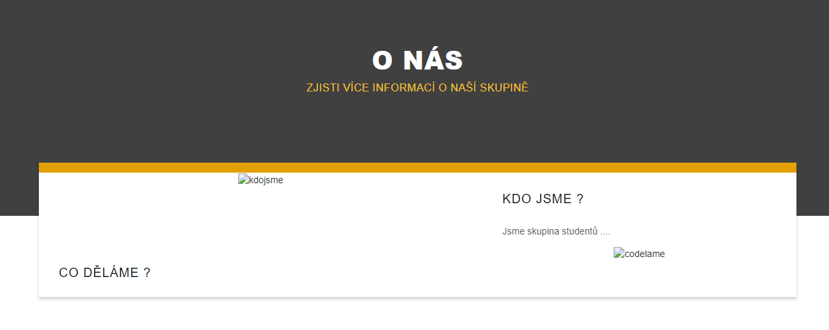 O NÁS
ZJISTI VÍCE INFORMACÍ O NAŠÍ SKUPINĚ
kdojsme
KDO JSME ?
Jsme skupina studentů ....
codelame
CO DĚLÁME ?